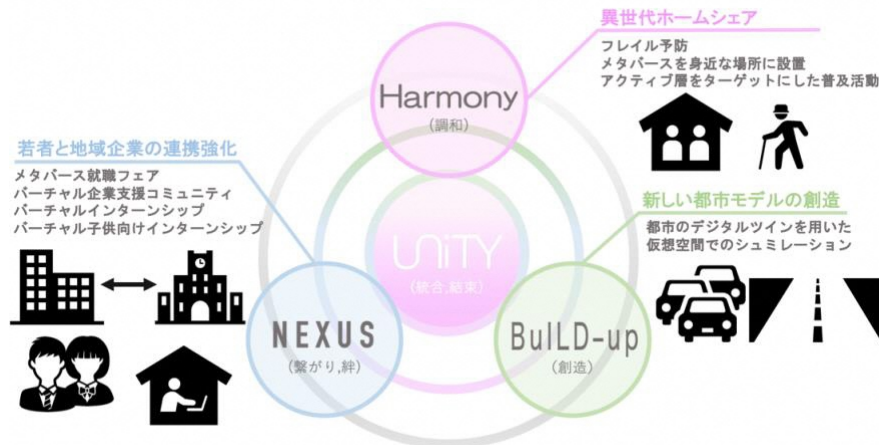 異世代ホームシェア
フレイル予防
メタバースを身近な場所に設置
アクティブ層をターゲットにした普及活動
Harmony
(調和)
若者と地域企業の連携強化
メタバース就職フェア
バーチャル企業支援コミュニティ
バーチャルインターンシップ
バーチャル子供向けインターンシップ
新しい都市モデルの創造
都市のデジタルツインを用いた
仮想空間でのシュミレーション
UNiTY
(統合,結束)
NEXUS
(繋がり,絆)
BuILD-up
(創造)